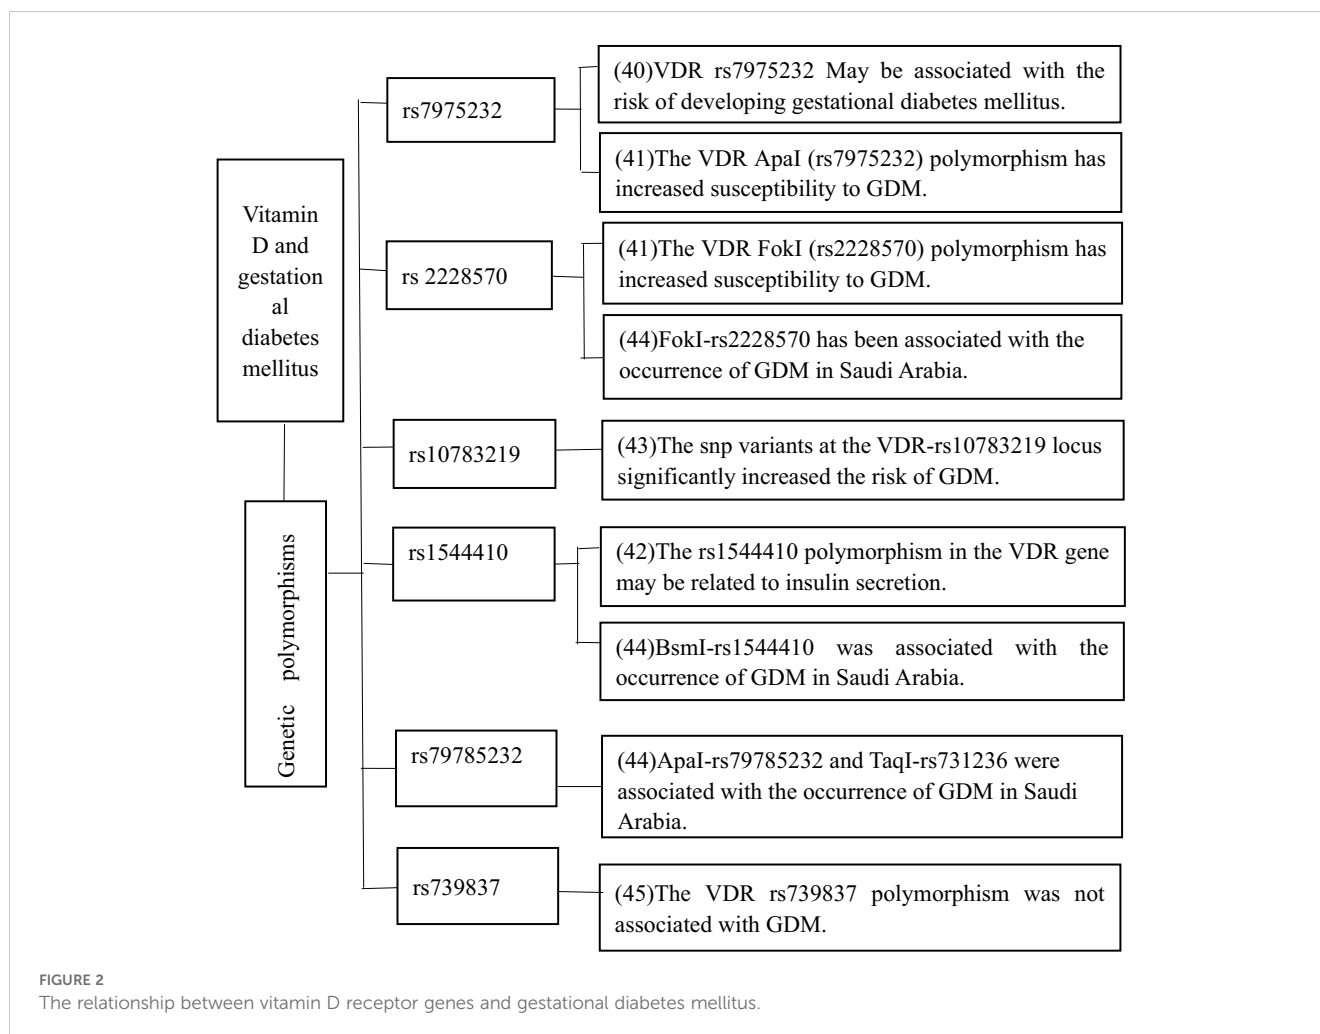 Vitamin
D and
gestation
al
diabetes
mellitus
Genetic polymorphisms
rs7975232
(40)VDR rs7975232 May be associated with the
risk of developing gestational diabetes mellitus.
(41)The VDR ApaI (rs7975232) polymorphism has
increased susceptibility to GDM.
rs 2228570
(41)The VDR FokI (rs2228570) polymorphism has
increased susceptibility to GDM.
(44)FokI-rs2228570 has been associated with the
occurrence of GDM in Saudi Arabia.
rs10783219
(43)The snp variants at the VDR-rs10783219 locus
significantly increased the risk of GDM.
rs1544410
(42)The rs1544410 polymorphism in the VDR gene
may be related to insulin secretion.
(44)BsmI-rs1544410 was associated with the
occurrence of GDM in Saudi Arabia.
rs79785232
(44)ApaI-rs79785232 and TaqI-rs731236 were
associated with the occurrence of GDM in Saudi
Arabia.
rs739837
(45)The VDR rs739837 polymorphism was not
associated with GDM.
FIGURE 2
The relationship between vitamin D receptor genes and gestational diabetes mellitus.